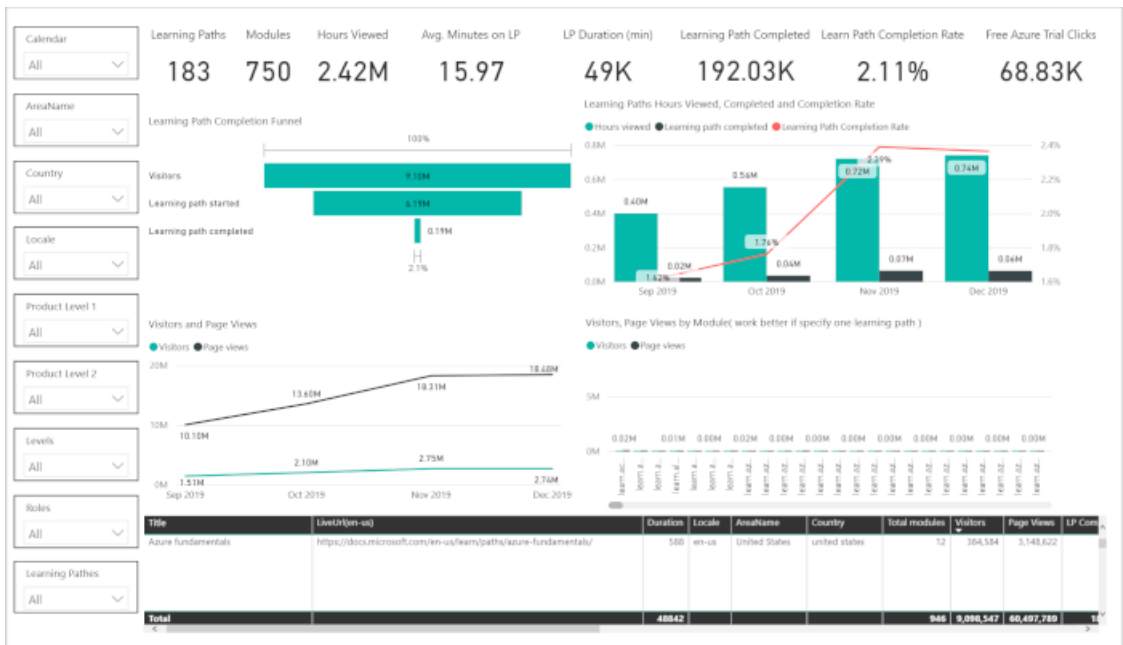 Calendar
All
AreaName
All
Country
All
Locale
All
Product Level 1
All
Product Level 2
All
Levels
All
Roles
All
Learning Pathes
All
Learning Paths Modules Hours Viewed Avg. Minutes on LP LP Duration (min) Learning Path Completed Learn Path Completion Rate Free Azure Trial Clicks
183 750 2.42M 15.97 49K 192.03K 2.11% 68.83K
Learning Path Completion Funnel
100%
Visitors 9.10M
Learning path started 6.19M
Learning path completed 0.19M
2.1%
Learning Paths Hours Viewed, Completed and Completion Rate
Hours viewed Learning path completed Learning Path Completion Rate
0.8M 2.4%
0.6M 2.2%
0.4M 2.0%
0.2M 1.8%
0.0M 1.6%
0.40M 0.56M 0.72M 0.74M
1.62% 1.76% 2.39%
0.02M 0.04M 0.07M 0.06M
Sep 2019 Oct 2019 Nov 2019 Dec 2019
Visitors and Page Views
Visitors Page views
20M
10M
0M
10.10M 13.60M 18.31M 18.48M
1.51M 2.10M 2.75M 2.74M
Sep 2019 Oct 2019 Nov 2019 Dec 2019
Visitors, Page Views by Module( work better if specify one learning path )
Visitors Page views
5M
0M
0.02M 0.01M 0.00M 0.02M 0.00M 0.00M 0.00M 0.00M 0.00M 0.00M
Title LiveUrl(en-us) Duration Locale AreaName Country Total modules Visitors Page Views LP Com
Azure fundamentals https://docs.microsoft.com/en-us/learn/paths/azure-fundamentals/ 588 en-us United States united states 12 384,584 3,148,622
Total 48842 946 9,098,547 60,497,789